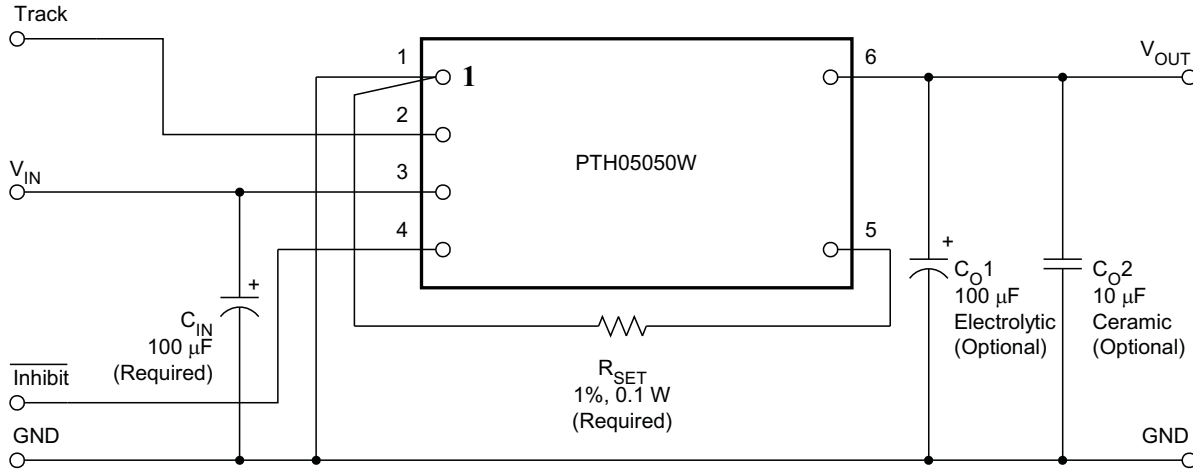 Track
1
1
6
V_OUT
2
PTH05050W
V_IN
3
4
5
+
C_IN
100 μF
(Required)
+
C_O1
100 μF
Electrolytic
(Optional)
C_O2
10 μF
Ceramic
(Optional)
R_SET
1%, 0.1 W
(Required)
Inhibit
GND
GND